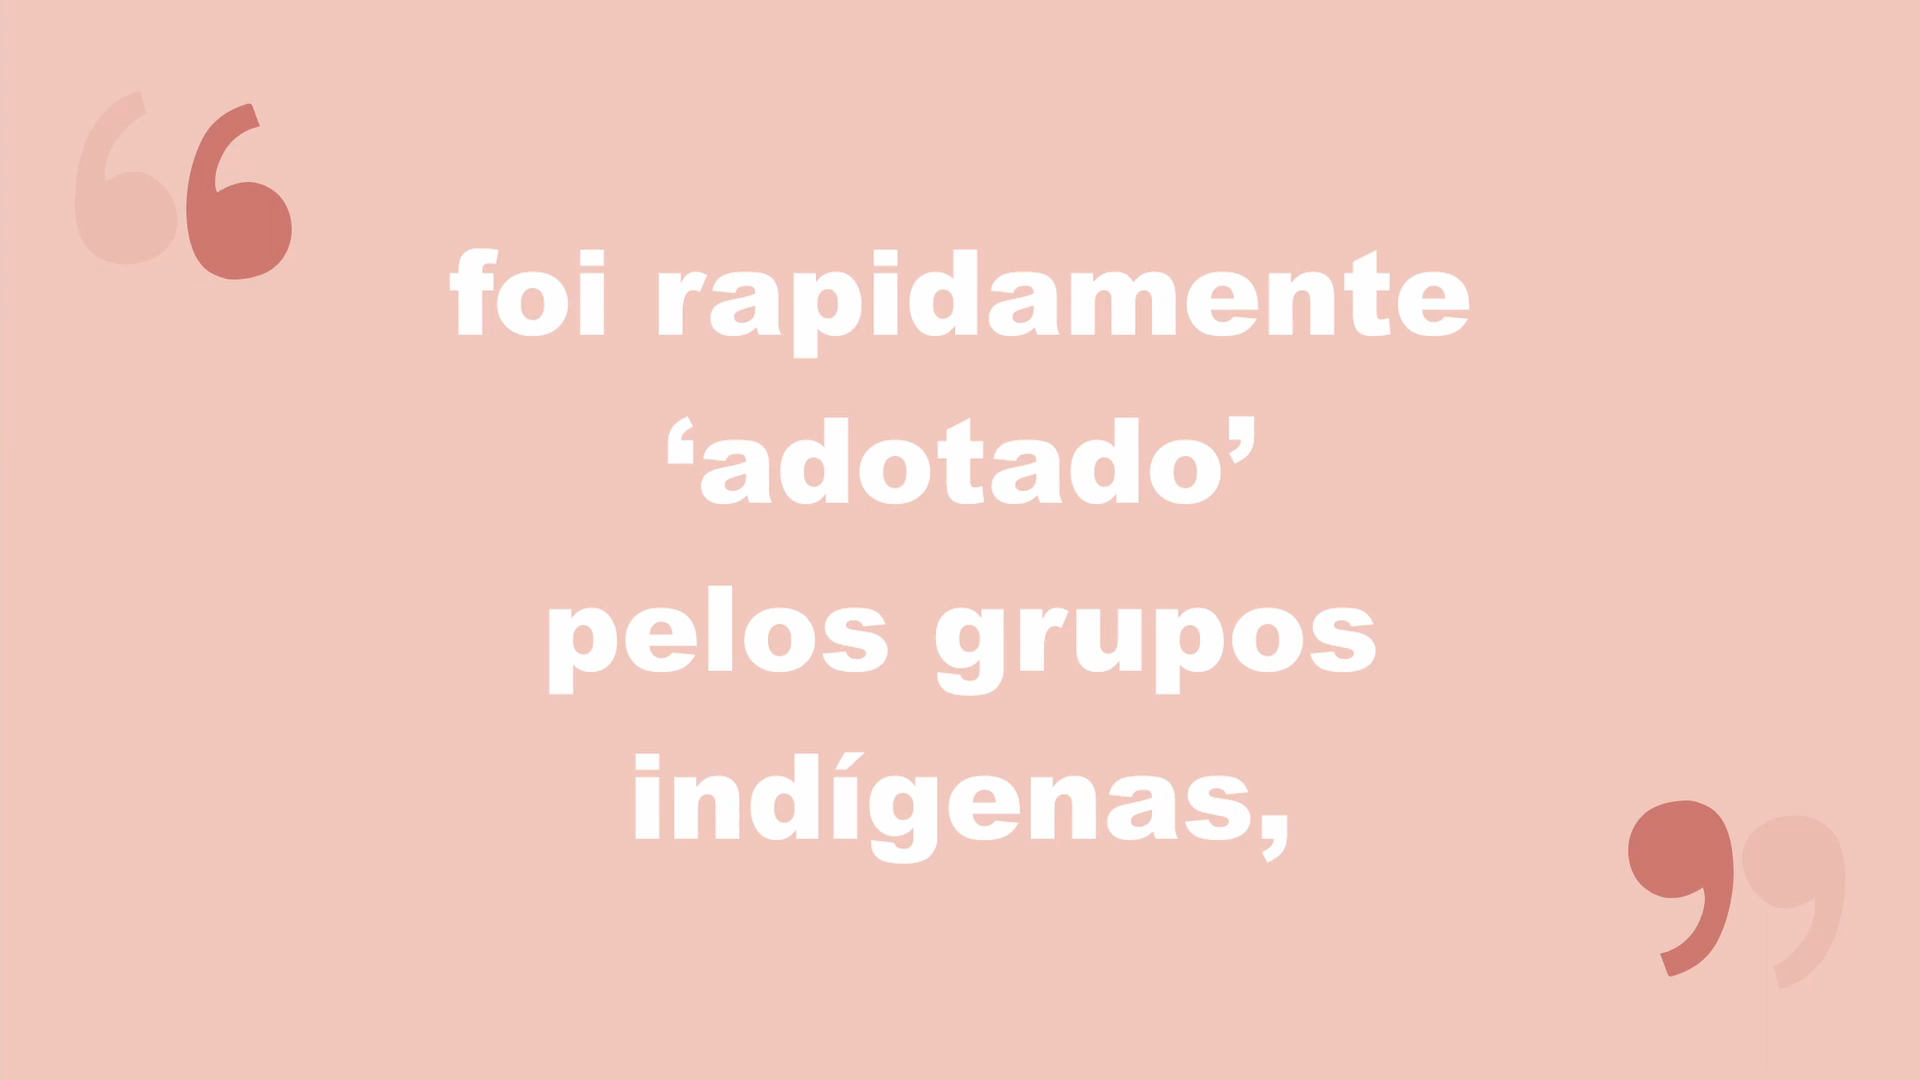 foi rapidamente
‘adotado’
pelos grupos
indígenas,